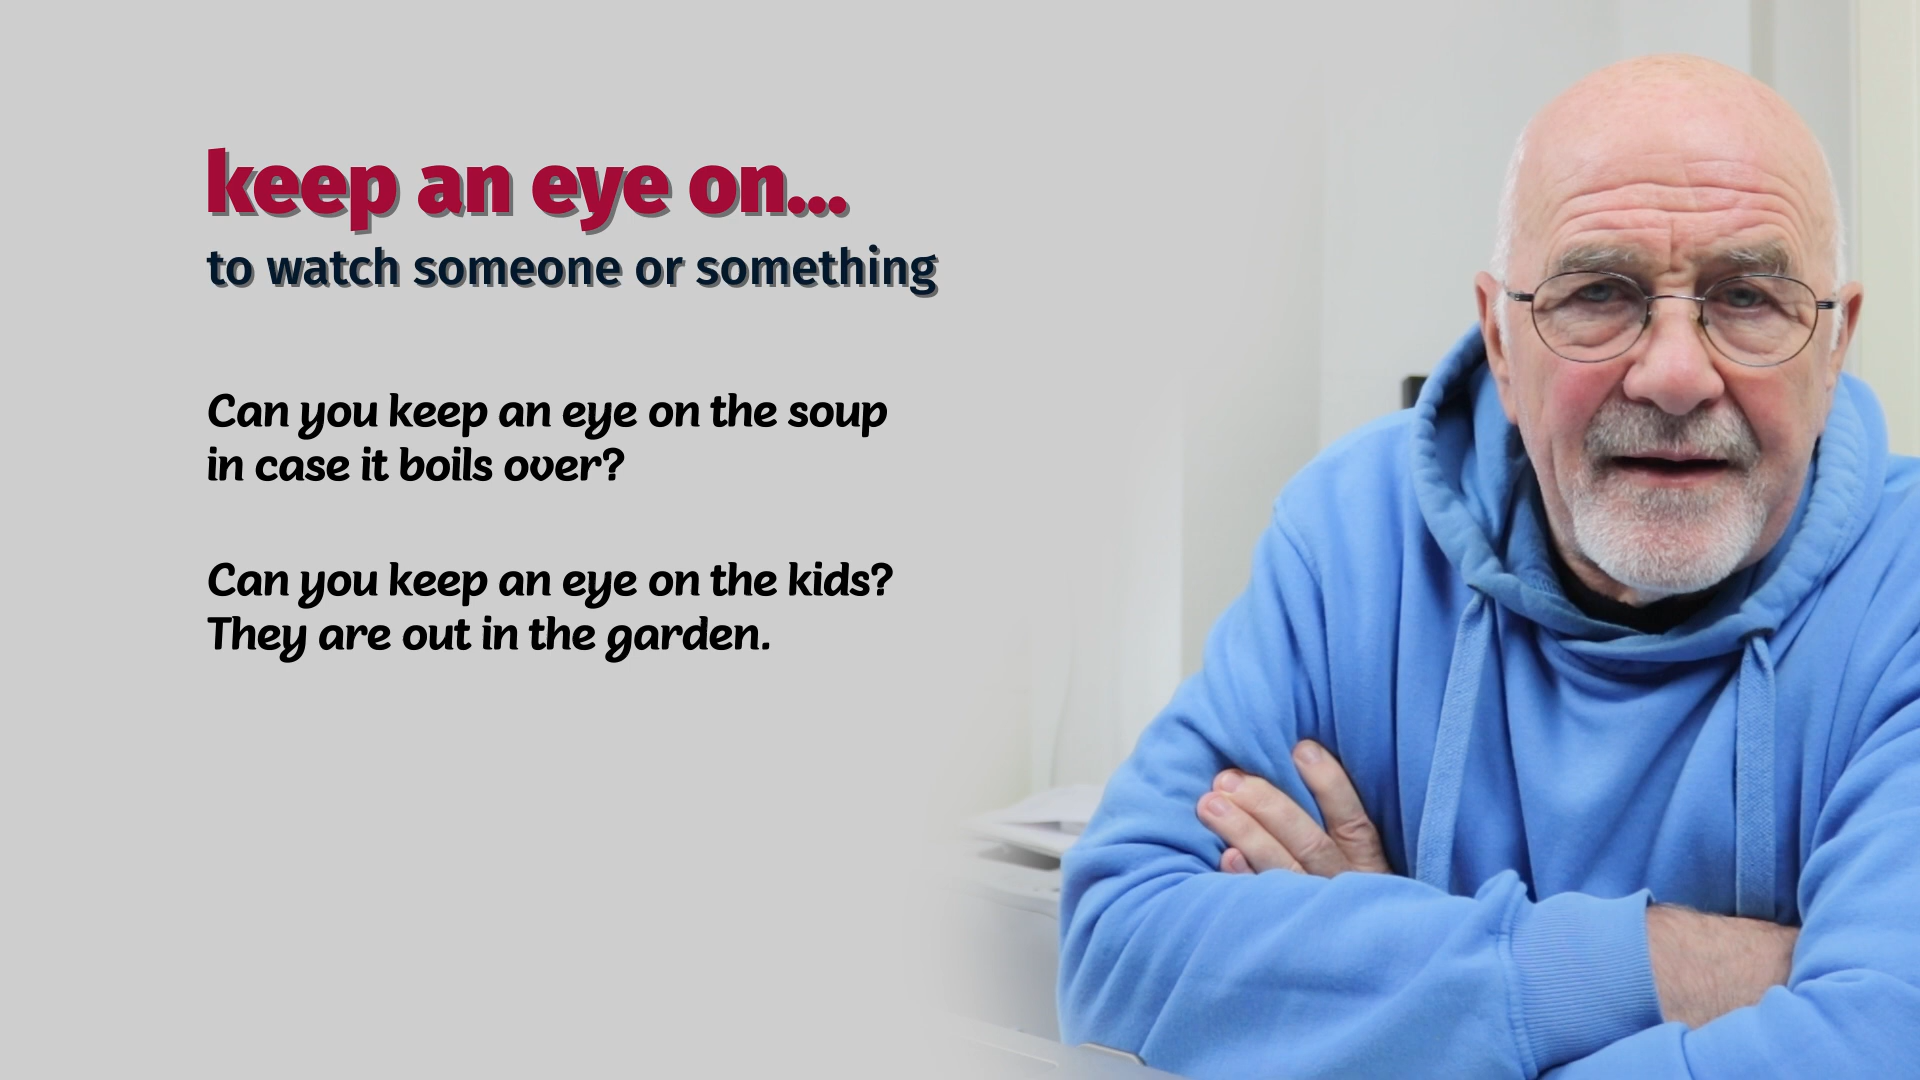 keep an eye on...
to watch someone or something
Can you keep an eye on the soup
in case it boils over?
Can you keep an eye on the kids?
They are out in the garden.